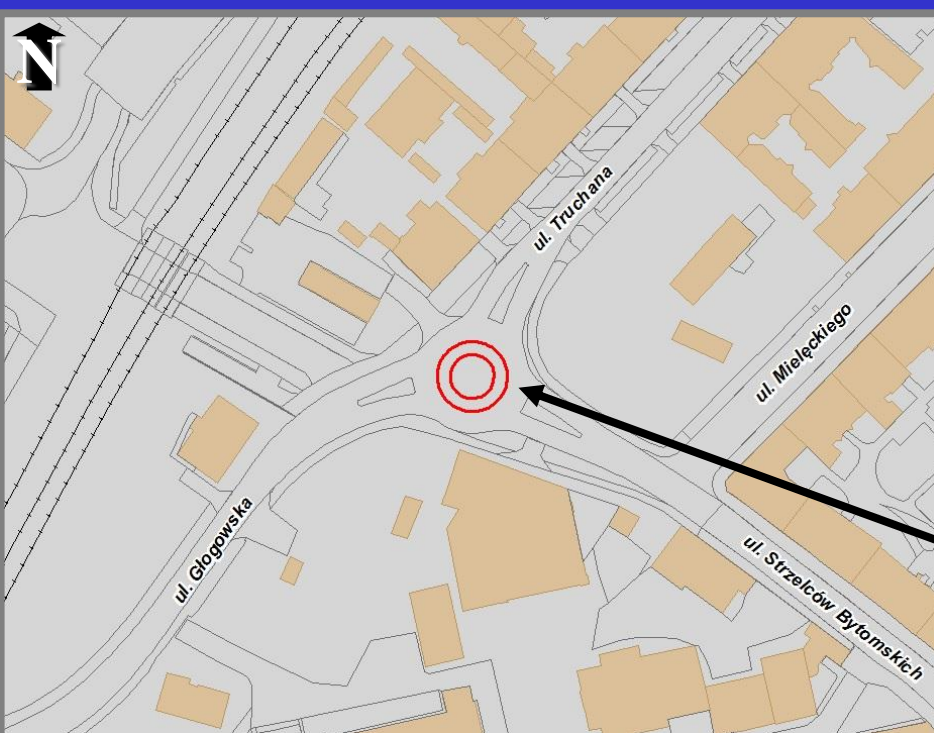 N
ul. Truchana
ul. Mielęckiego
ul. Głogowska
ul. Strzelców Bytomskich